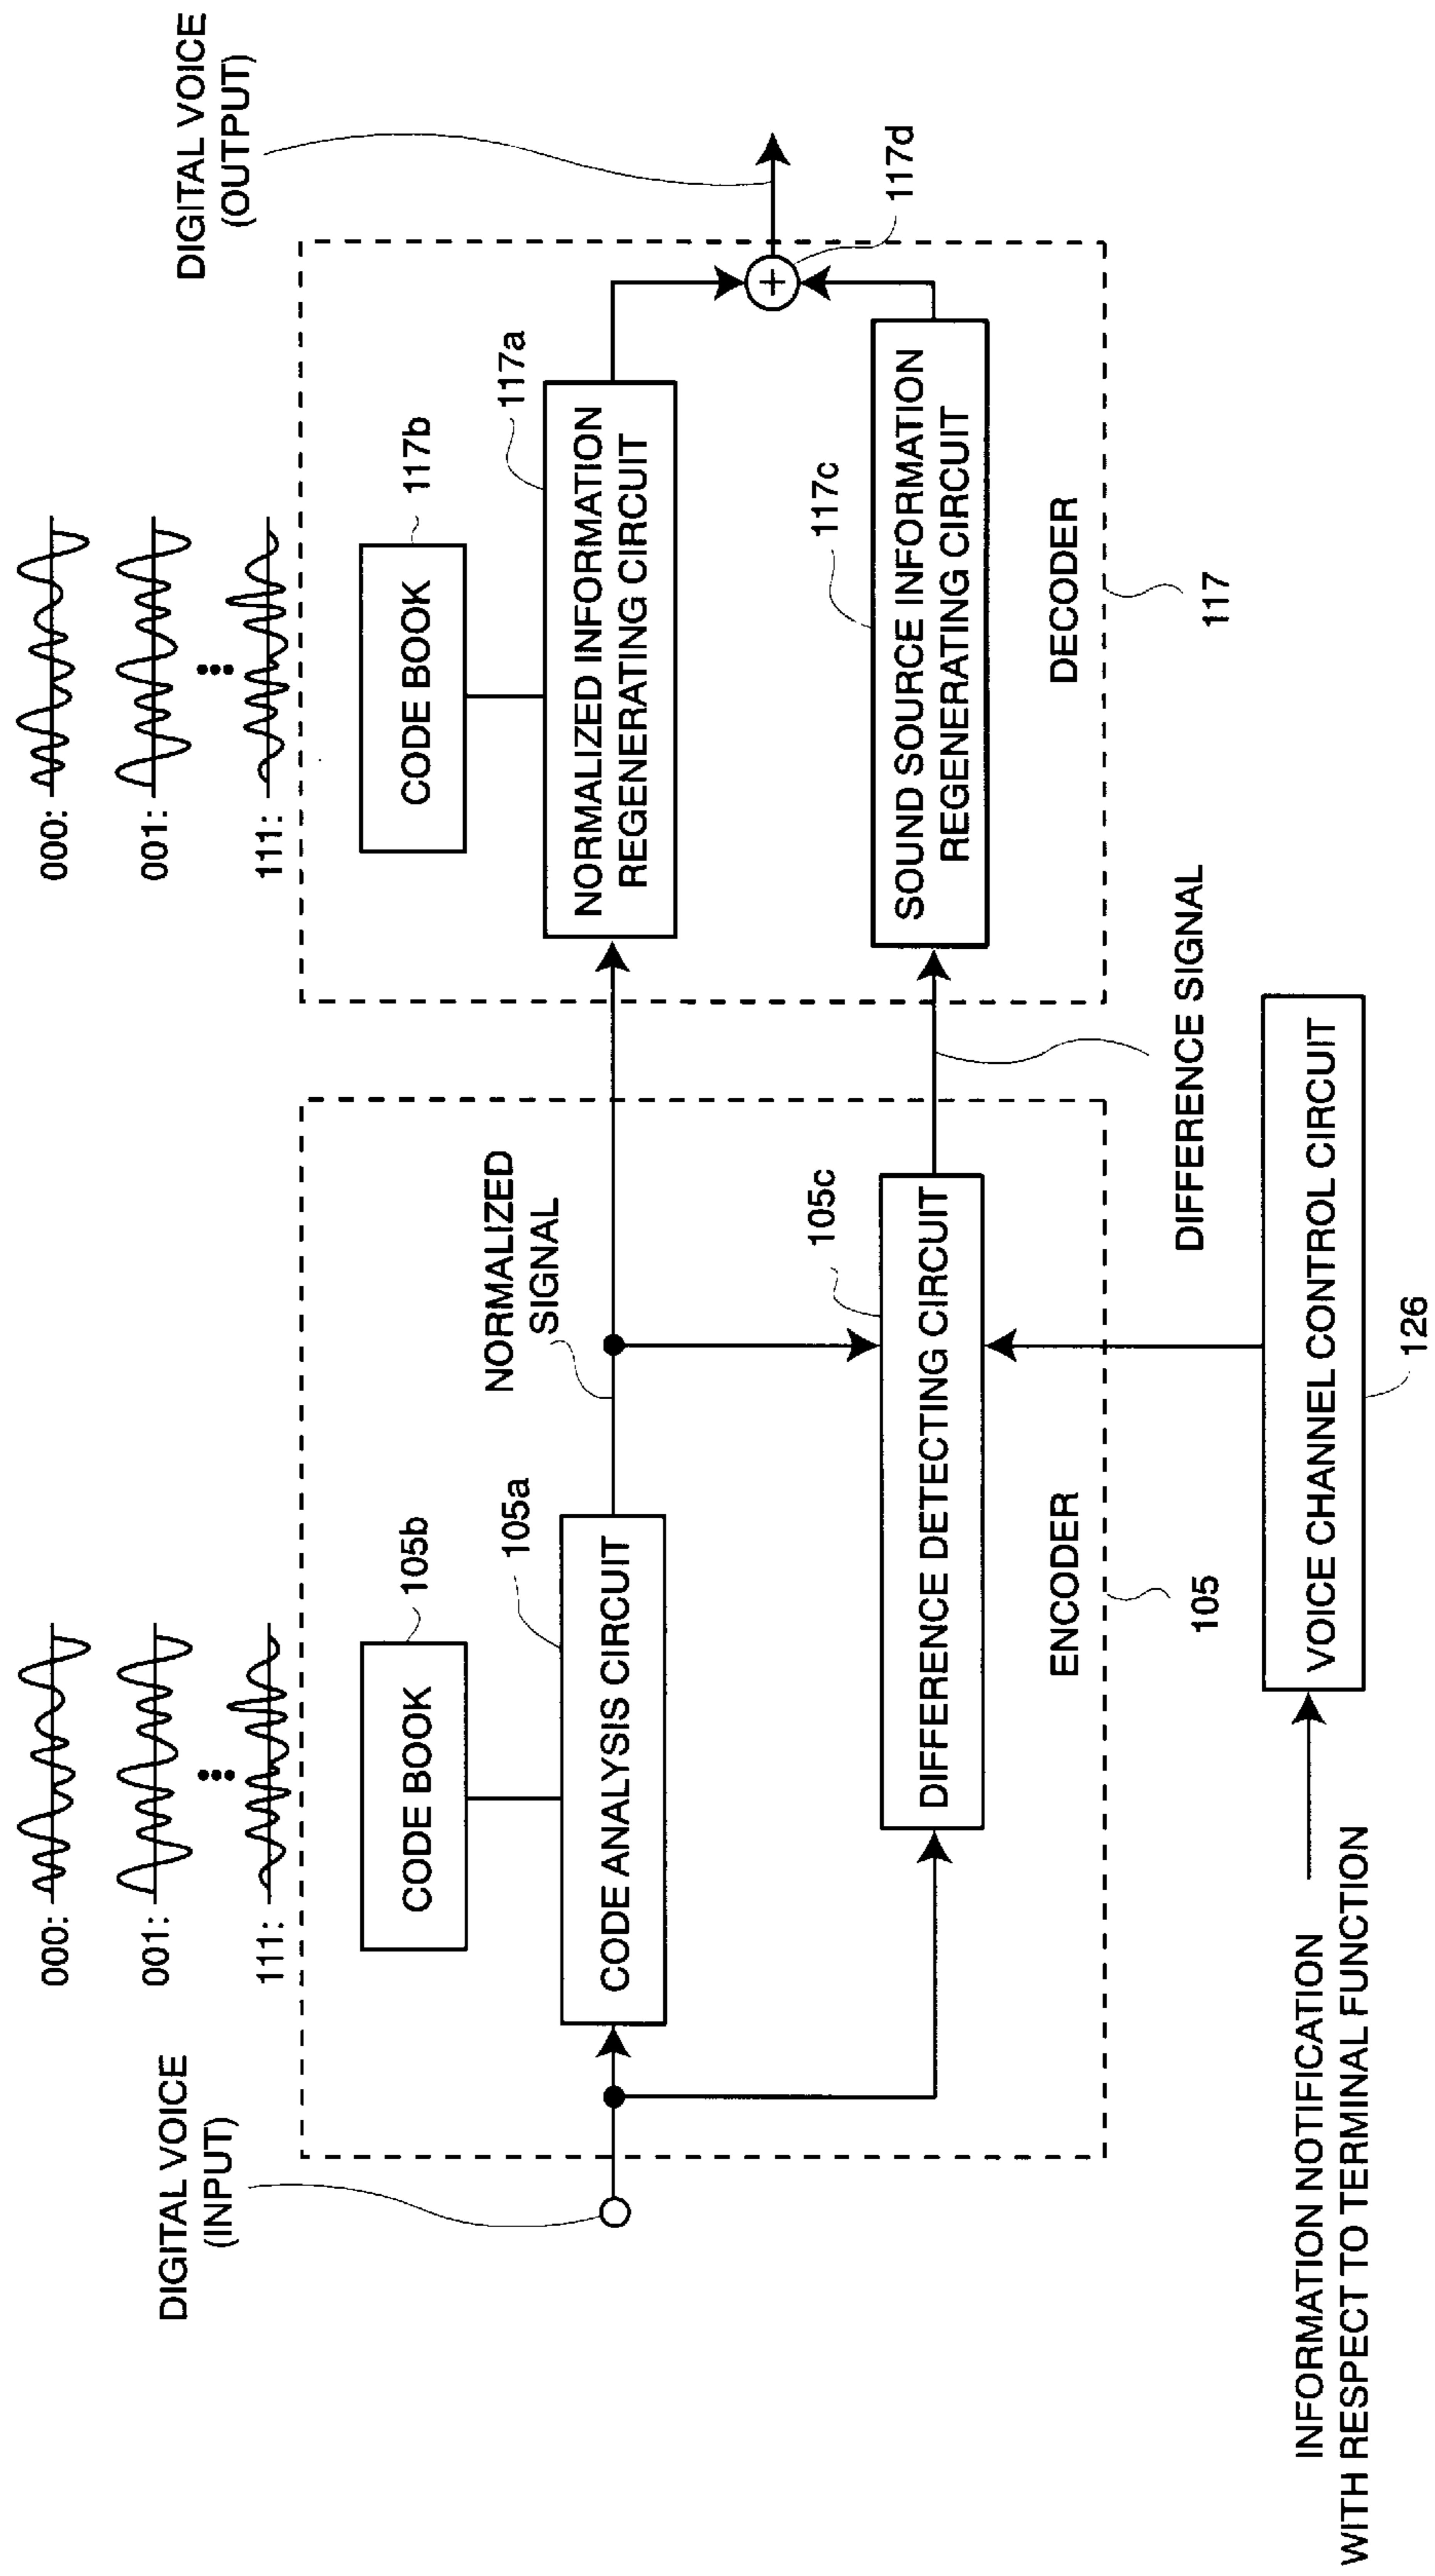 000:
001:
111:
000:
001:
111:
DIGITAL VOICE
(INPUT)
DIGITAL VOICE
(OUTPUT)
CODE BOOK
105b
CODE BOOK
117b
CODE ANALYSIS CIRCUIT
105a
NORMALIZED
SIGNAL
NORMALIZED INFORMATION
REGENERATING CIRCUIT
117a
+
117d
DIFFERENCE DETECTING CIRCUIT
105c
SOUND SOURCE INFORMATION
REGENERATING CIRCUIT
117c
ENCODER
105
DECODER
117
DIFFERENCE SIGNAL
INFORMATION NOTIFICATION
WITH RESPECT TO TERMINAL FUNCTION
VOICE CHANNEL CONTROL CIRCUIT
126